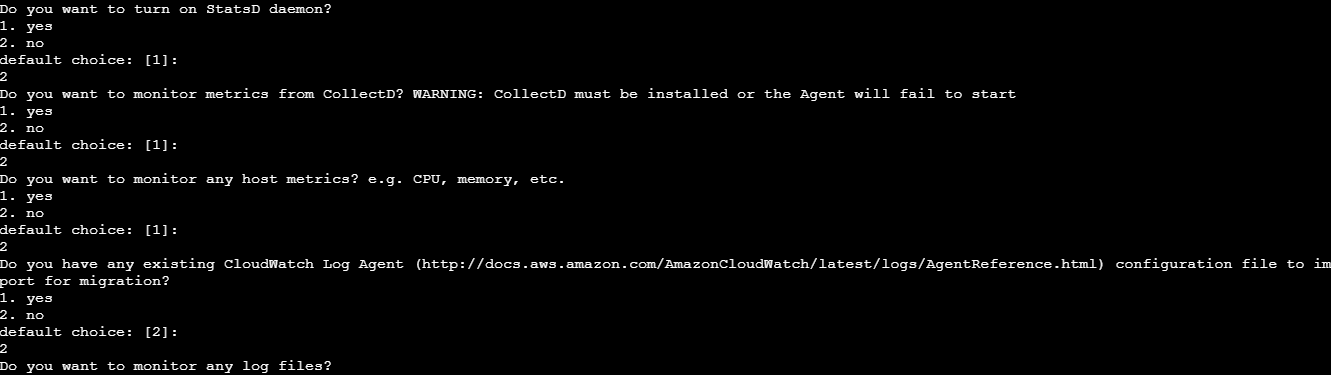 Do you want to turn on StatsD daemon?
1. yes
2. no
default choice: [1]:
2
Do you want to monitor metrics from CollectD? WARNING: CollectD must be installed or the Agent will fail to start
1. yes
2. no
default choice: [1]:
2
Do you want to monitor any host metrics? e.g. CPU, memory, etc.
1. yes
2. no
default choice: [1]:
2
Do you have any existing CloudWatch Log Agent (http://docs.aws.amazon.com/AmazonCloudWatch/latest/logs/AgentReference.html) configuration file to im
port for migration?
1. yes
2. no
default choice: [2]:
2
Do you want to monitor any log files?